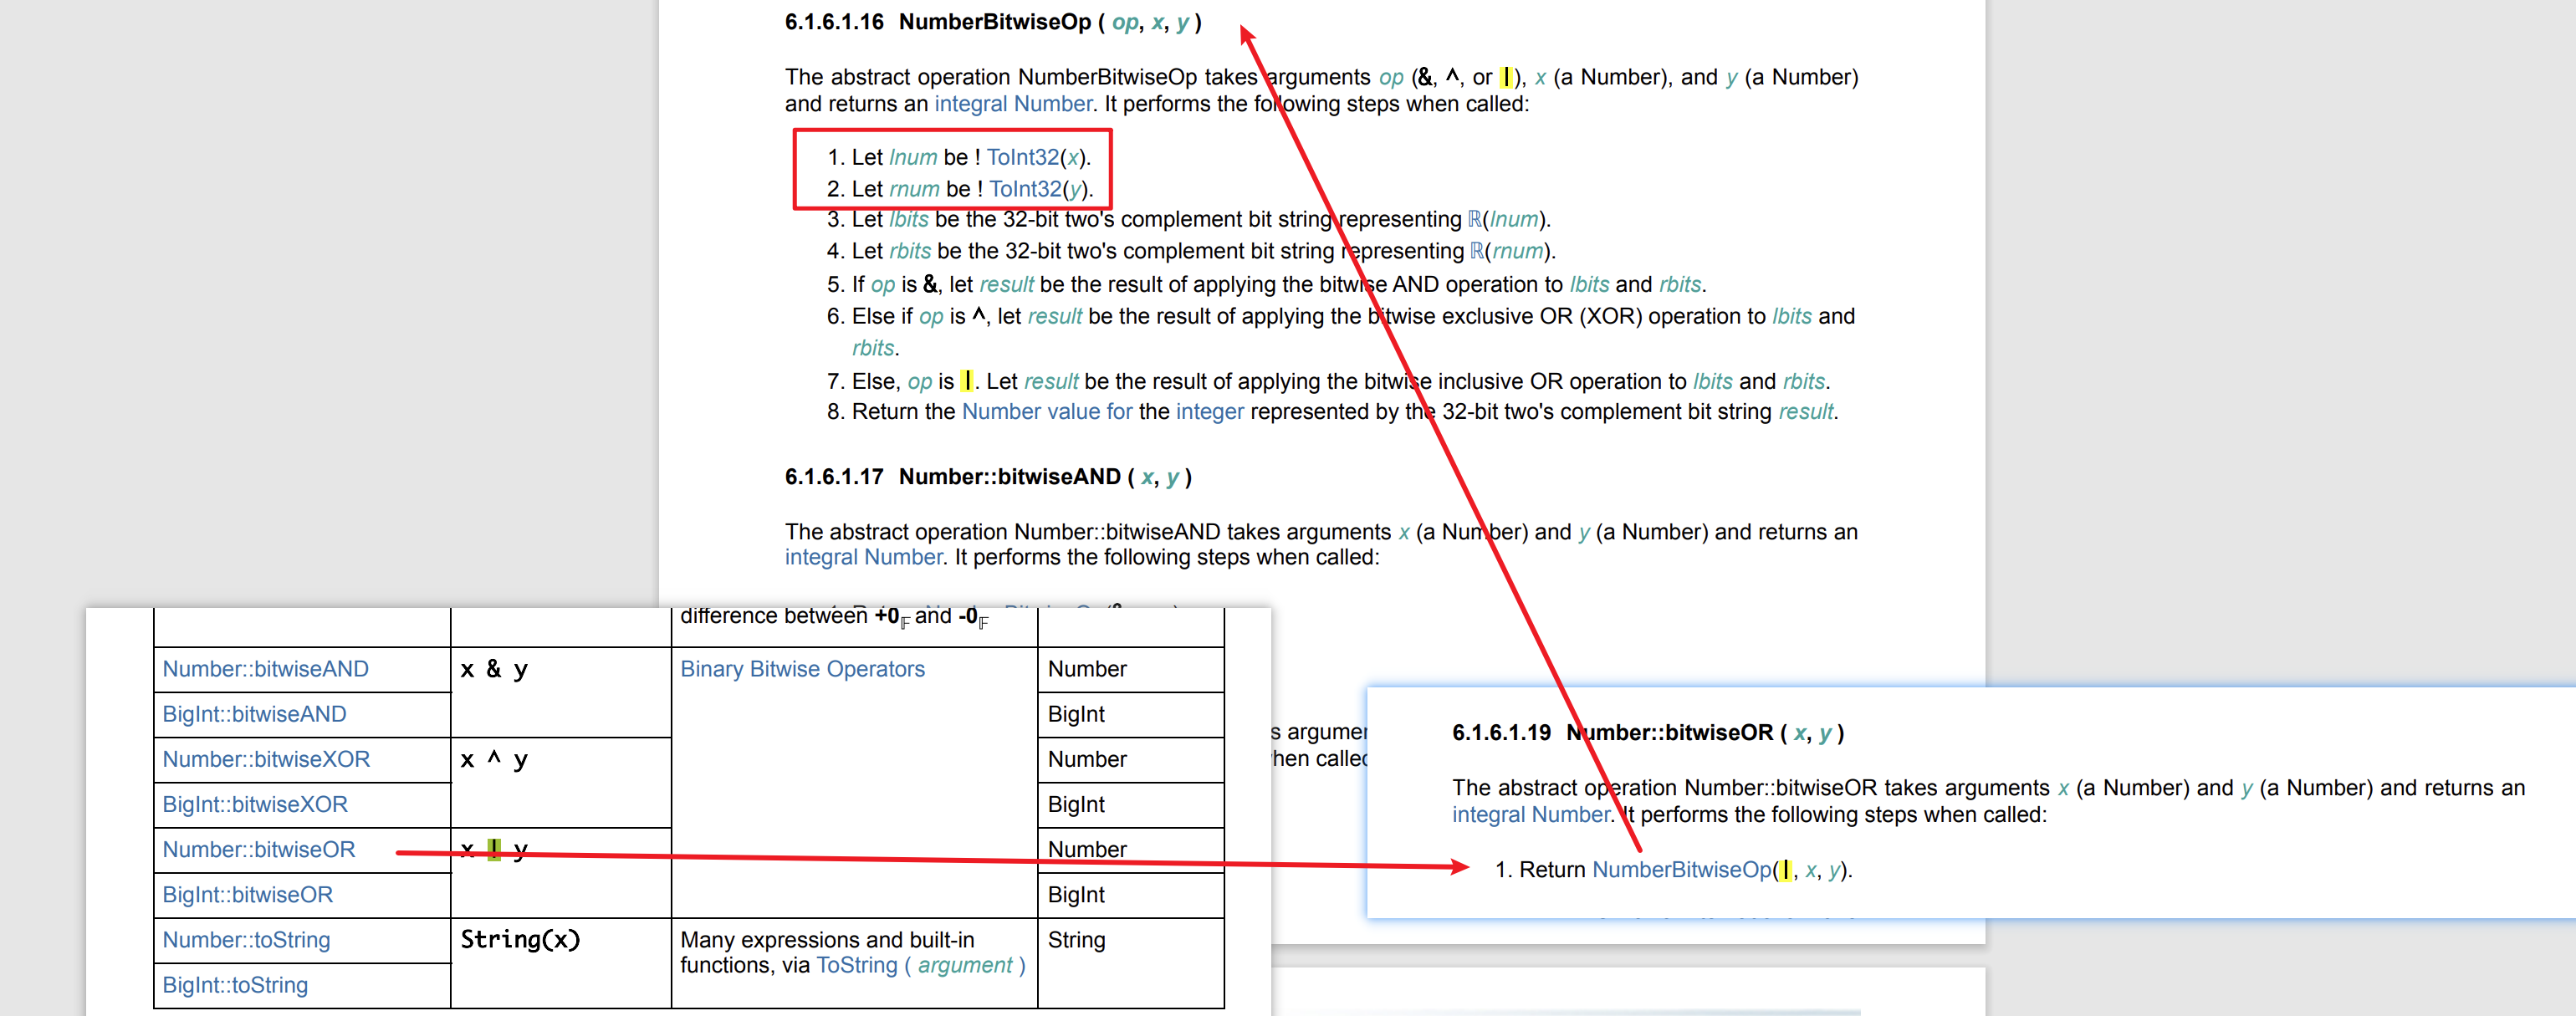 6.1.6.1.16 NumberBitwiseOp ( op, x, y )
The abstract operation NumberBitwiseOp takes arguments op (&, ^, or |), x (a Number), and y (a Number)
and returns an integral Number. It performs the following steps when called:
1. Let lnum be ! ToInt32(x).
2. Let rnum be ! ToInt32(y).
3. Let lbits be the 32-bit two's complement bit string representing ℝ(lnum).
4. Let rbits be the 32-bit two's complement bit string representing ℝ(rnum).
5. If op is &, let result be the result of applying the bitwise AND operation to lbits and rbits.
6. Else if op is ^, let result be the result of applying the bitwise exclusive OR (XOR) operation to lbits and
rbits.
7. Else, op is |. Let result be the result of applying the bitwise inclusive OR operation to lbits and rbits.
8. Return the Number value for the integer represented by the 32-bit two's complement bit string result.
6.1.6.1.17 Number::bitwiseAND ( x, y )
The abstract operation Number::bitwiseAND takes arguments x (a Number) and y (a Number) and returns an
integral Number. It performs the following steps when called:
difference between +0𝔽 and -0𝔽
Number::bitwiseAND x & y Binary Bitwise Operators Number
BigInt::bitwiseAND BigInt
Number::bitwiseXOR x ^ y Number
BigInt::bitwiseXOR BigInt
Number::bitwiseOR x | y Number
BigInt::bitwiseOR BigInt
Number::toString String(x) Many expressions and built-in String
functions, via ToString ( argument )
BigInt::toString
6.1.6.1.19 Number::bitwiseOR ( x, y )
The abstract operation Number::bitwiseOR takes arguments x (a Number) and y (a Number) and returns an
integral Number. It performs the following steps when called:
1. Return NumberBitwiseOp(|, x, y).